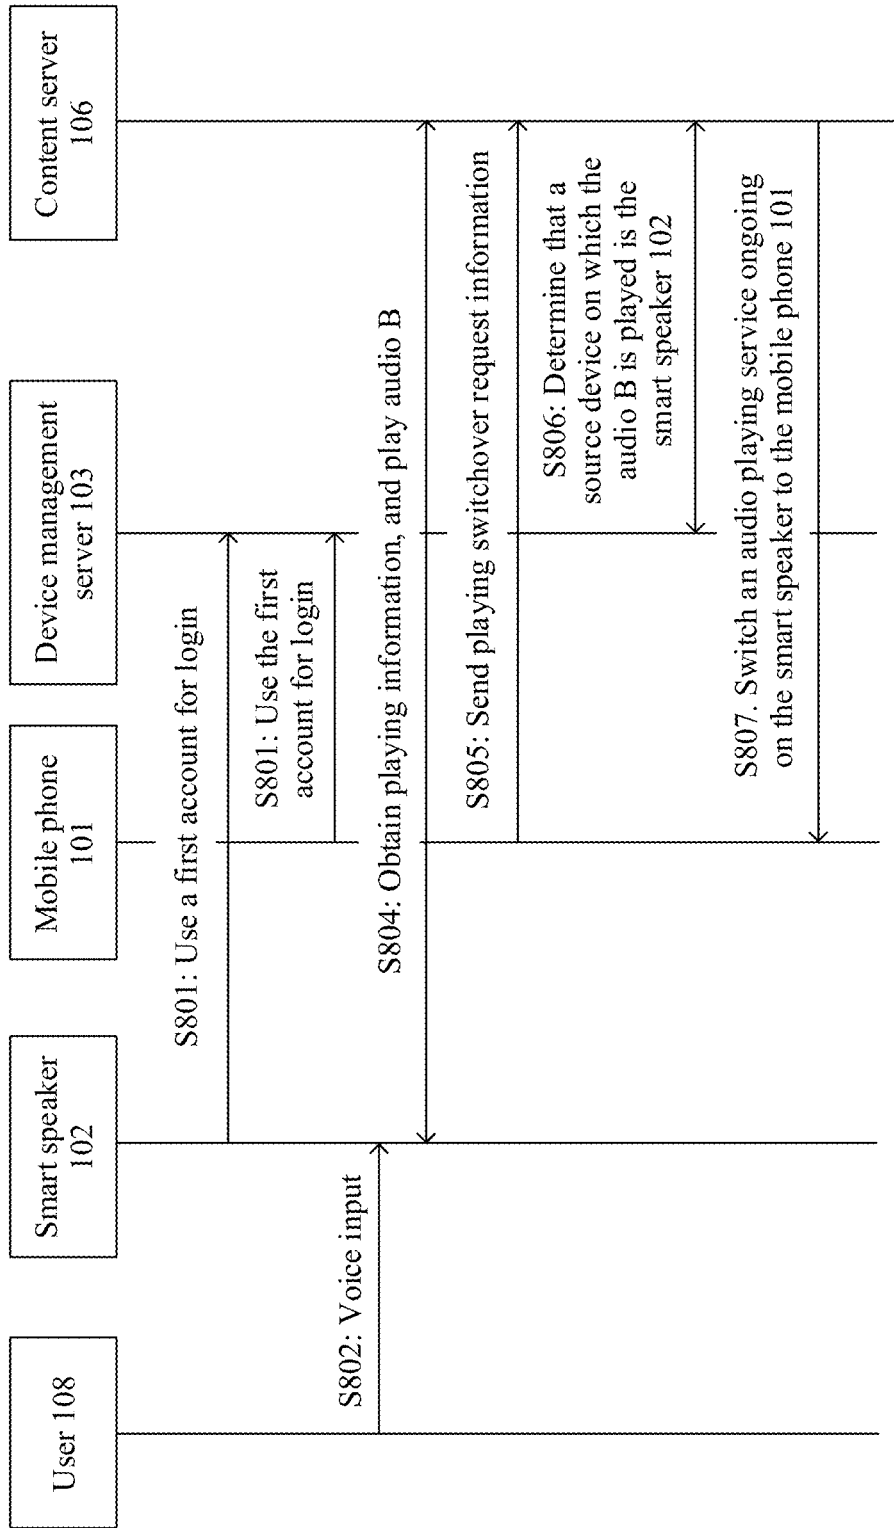 User 108
Smart speaker
102
Mobile phone
101
Device management
server 103
Content server
106
S801: Use a first account for login
S801: Use the first
account for login
S802: Voice input
S804: Obtain playing information, and play audio B
S805: Send playing switchover request information
S806: Determine that a
source device on which the
audio B is played is the
smart speaker 102
S807. Switch an audio playing service ongoing
on the smart speaker to the mobile phone 101